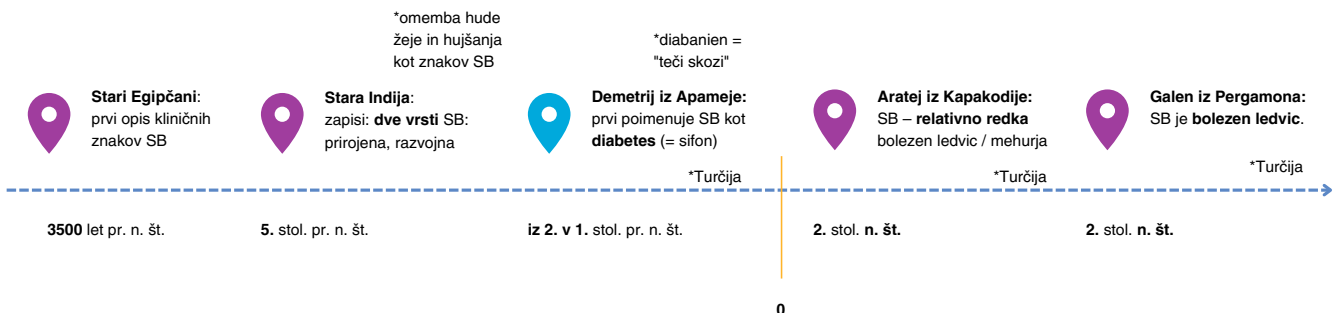 *omemba hude
žeje in hujšanja
kot znakov SB
*diabanien =
"teči skozi"
Stari Egipčani:
prvi opis kliničnih
znakov SB
Stara Indija:
zapisi: dve vrsti SB:
prirojena, razvojna
Demetrij iz Apameje:
prvi poimenuje SB kot
diabetes (= sifon)
*Turčija
Aratej iz Kapakodije:
SB – relativno redka
bolezen ledvic / mehurja
*Turčija
Galen iz Pergamona:
SB je bolezen ledvic.
*Turčija
3500 let pr. n. št.
5. stol. pr. n. št.
iz 2. v 1. stol. pr. n. št.
2. stol. n. št.
2. stol. n. št.
0